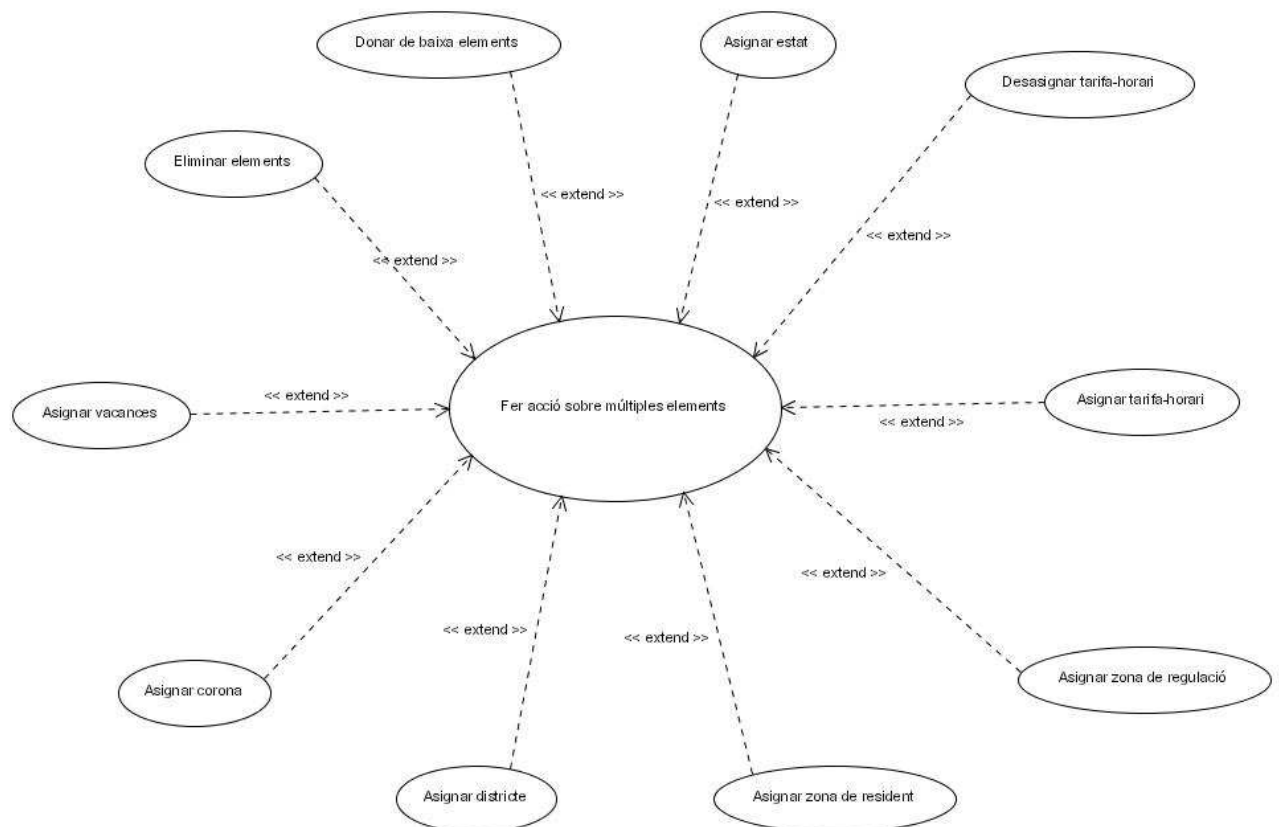 Donar de baixa elements
Asignar estat
Desasignar tarifa-horari
Eliminar elements
<< extend >>
<< extend >>
<< extend >>
<< extend >>
Asignar vacances
<< extend >>
Fer acció sobre múltiples elements
Asignar tarifa-horari
<< extend >>
<< extend >>
<< extend >>
<< extend >>
<< extend >>
Asignar corona
Asignar zona de regulació
Asignar districte
Asignar zona de resident